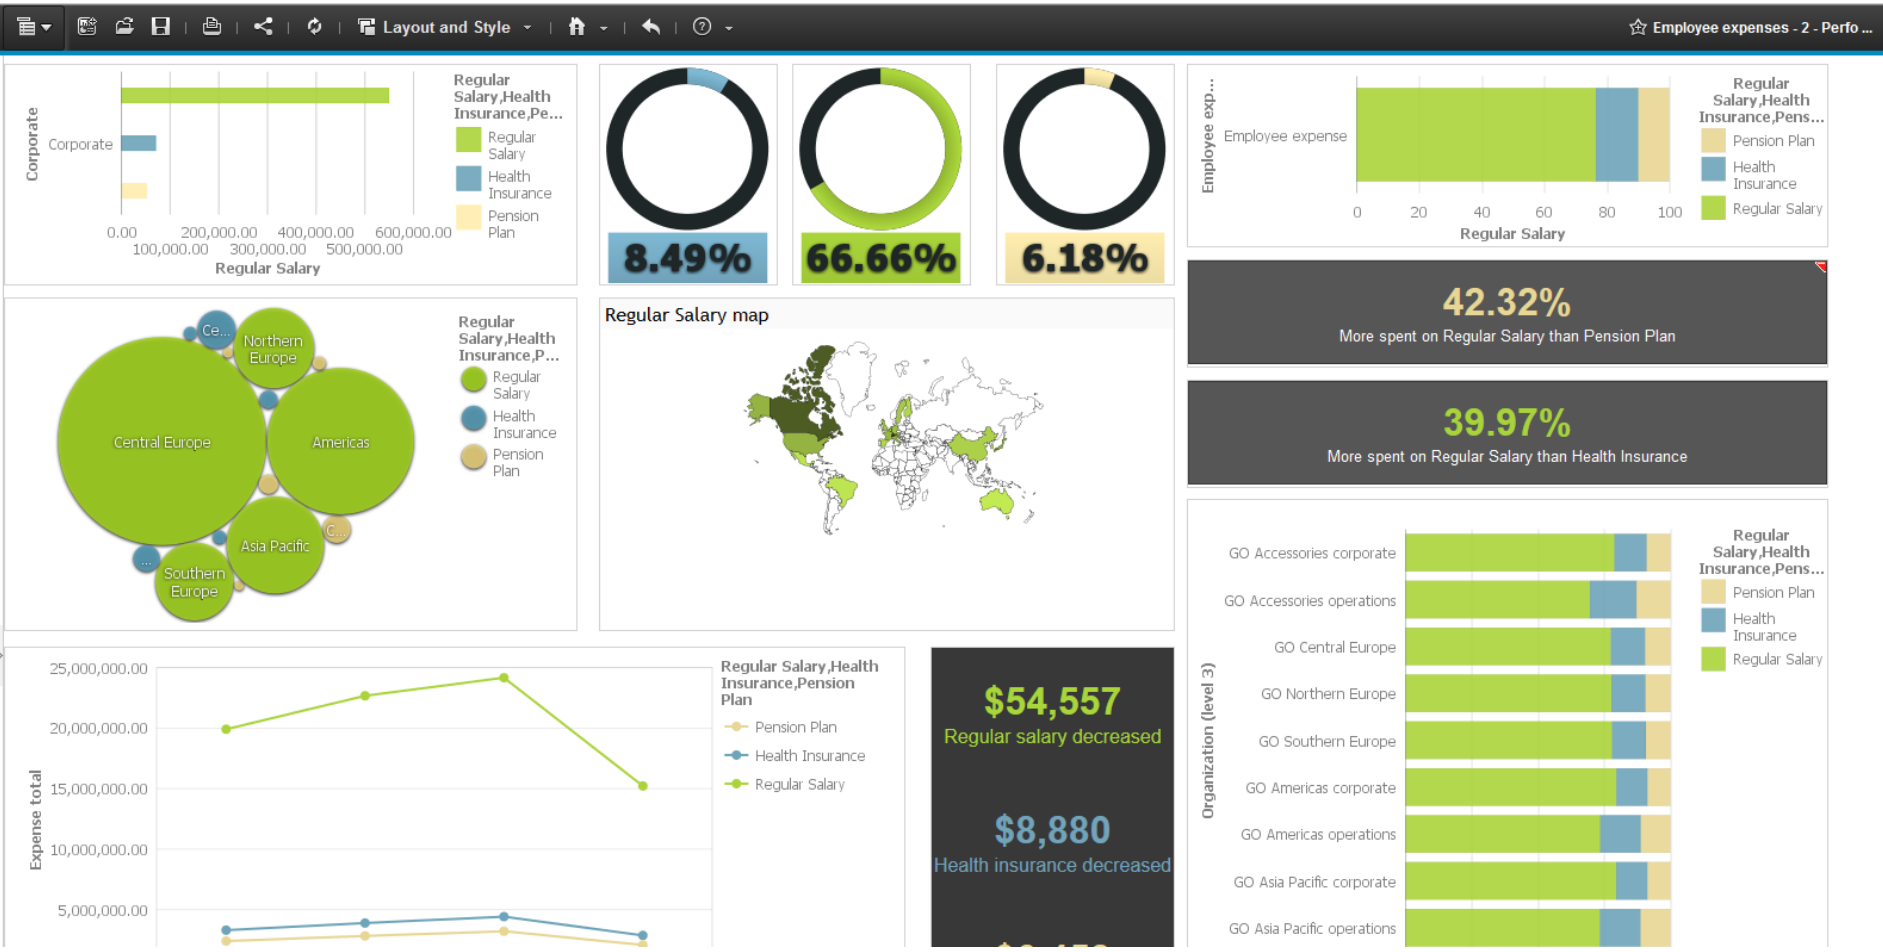 Layout and Style
Employee expenses - 2 - Perfo ...
Corporate
Corporate
0.00
200,000.00
400,000.00
600,000.00
100,000.00
300,000.00
500,000.00
Regular Salary
Regular
Salary,Health
Insurance,Pe...
Regular
Salary
Health
Insurance
Pension
Plan
8.49%
66.66%
6.18%
Employee exp...
Employee expense
0
20
40
60
80
100
Regular Salary
Regular
Salary,Health
Insurance,Pens...
Pension Plan
Health
Insurance
Regular Salary
42.32%
More spent on Regular Salary than Pension Plan
39.97%
More spent on Regular Salary than Health Insurance
Ce...
Northern
Europe
Central Europe
Americas
Asia Pacific
C...
...
Southern
Europe
Regular
Salary,Health
Insurance,P...
Regular
Salary
Health
Insurance
Pension
Plan
Regular Salary map
Expense total
25,000,000.00
20,000,000.00
15,000,000.00
10,000,000.00
5,000,000.00
Regular Salary,Health
Insurance,Pension
Plan
Pension Plan
Health Insurance
Regular Salary
$54,557
Regular salary decreased
$8,880
Health insurance decreased
Organization (level 3)
GO Accessories corporate
GO Accessories operations
GO Central Europe
GO Northern Europe
GO Southern Europe
GO Americas corporate
GO Americas operations
GO Asia Pacific corporate
GO Asia Pacific operations
Regular
Salary,Health
Insurance,Pens...
Pension Plan
Health
Insurance
Regular Salary